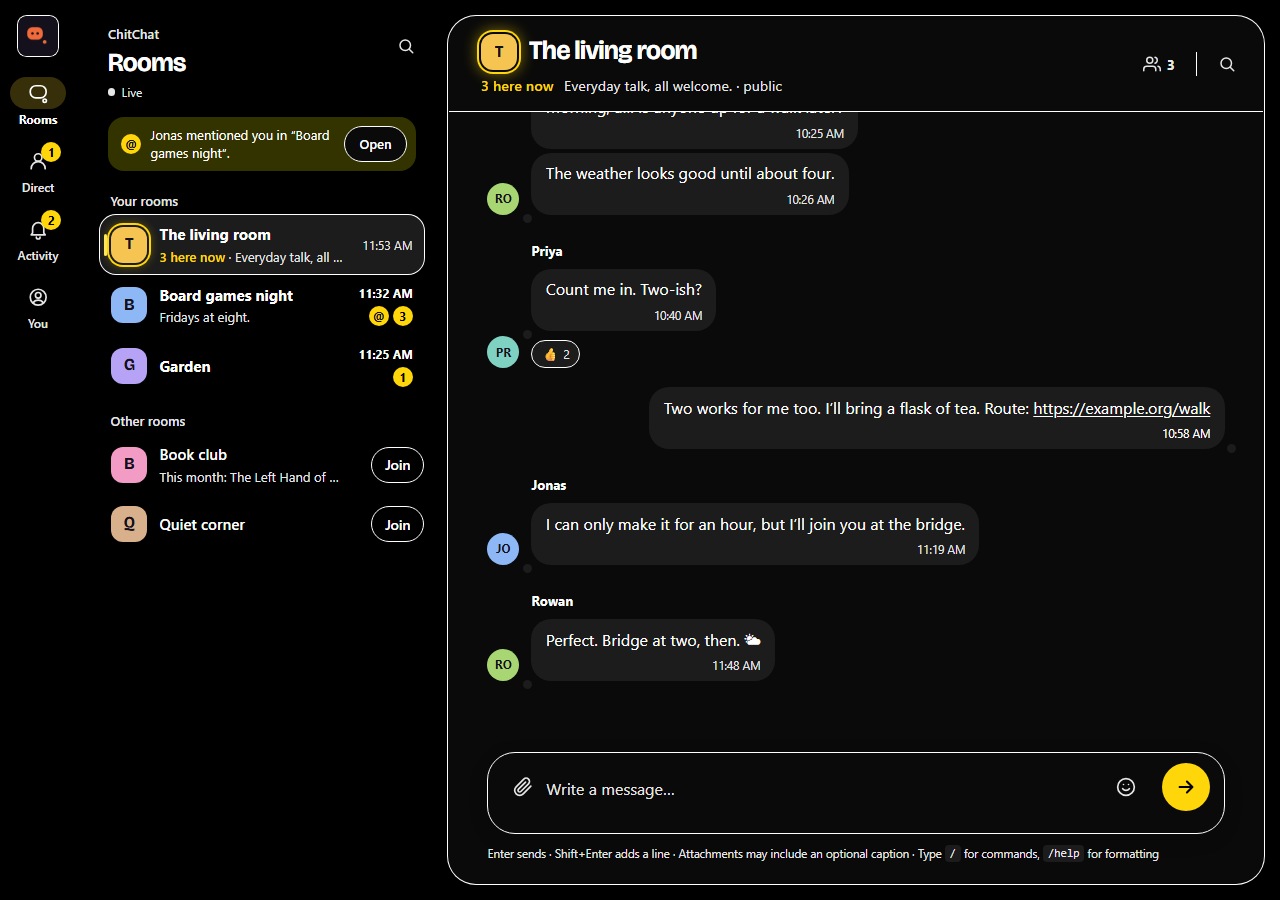 ChitChat
Rooms
Live
Rooms
1
Direct
2
Activity
You
@
Jonas mentioned you in “Board
games night”.
Open
Your rooms
T
The living room
11:53 AM
3 here now · Everyday talk, all ...
B
Board games night
11:32 AM
Fridays at eight.
@ 3
G
Garden
11:25 AM
1
Other rooms
B
Book club
This month: The Left Hand of ...
Join
Q
Quiet corner
Join
T
The living room
3 here now Everyday talk, all welcome. · public
3
10:25 AM
The weather looks good until about four.
RO
10:26 AM
Priya
Count me in. Two-ish?
10:40 AM
PR
👍 2
Two works for me too. I’ll bring a flask of tea. Route: https://example.org/walk
10:58 AM
Jonas
I can only make it for an hour, but I’ll join you at the bridge.
JO
11:19 AM
Rowan
Perfect. Bridge at two, then. 🌥️
RO
11:48 AM
Write a message...
Enter sends · Shift+Enter adds a line · Attachments may include an optional caption · Type / for commands, /help for formatting